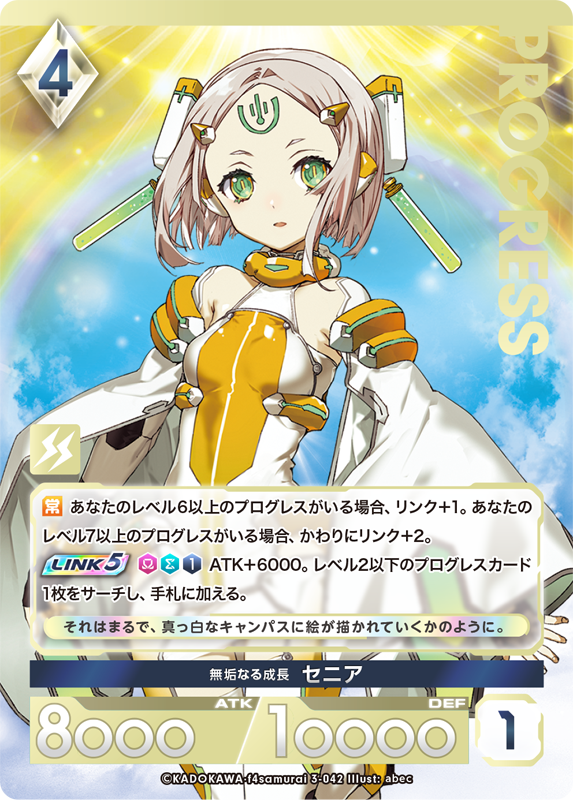 4
PROGRESS
常 あなたのレベル6以上のプログレスがいる場合、リンク+1。あなたの
レベル7以上のプログレスがいる場合、かわりにリンク+2。
LINK 5 Ω Σ 1 ATK+6000。レベル2以下のプログレスカード
1枚をサーチし、手札に加える。
それはまるで、真っ白なキャンパスに絵が描かれていくかのように。
無垢なる成長 セニア
ATK DEF
8000 10000 1
©KADOKAWA-f4samurai 3-042 Illust: abec